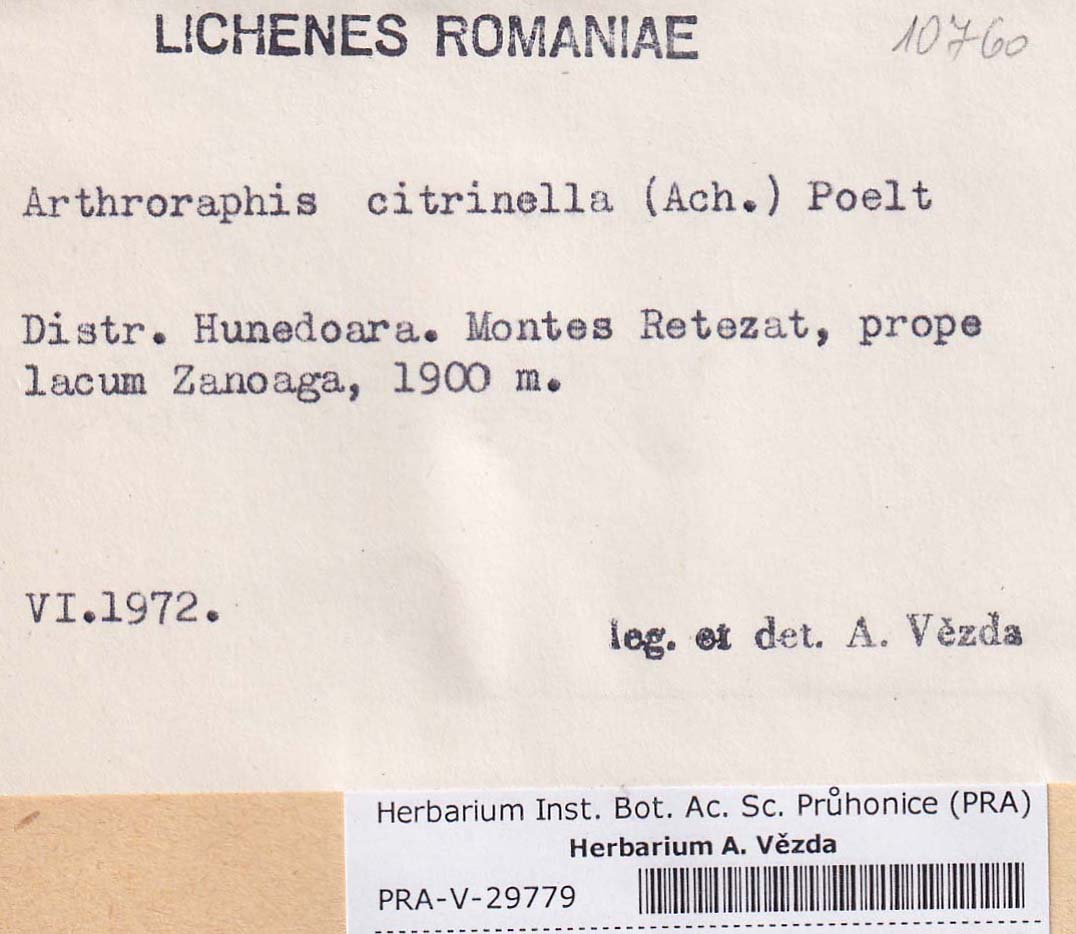 LICHENES ROMANIAE 10760
Arthroraphis citrinella (Ach.) Poelt
Distr. Hunedoara. Montes Retezat, prope
lacum Zanoaga, 1900 m.
VI.1972.
leg. et det. A. Vězda
Herbarium Inst. Bot. Ac. Sc. Průhonice (PRA)
Herbarium A. Vězda
PRA-V-29779